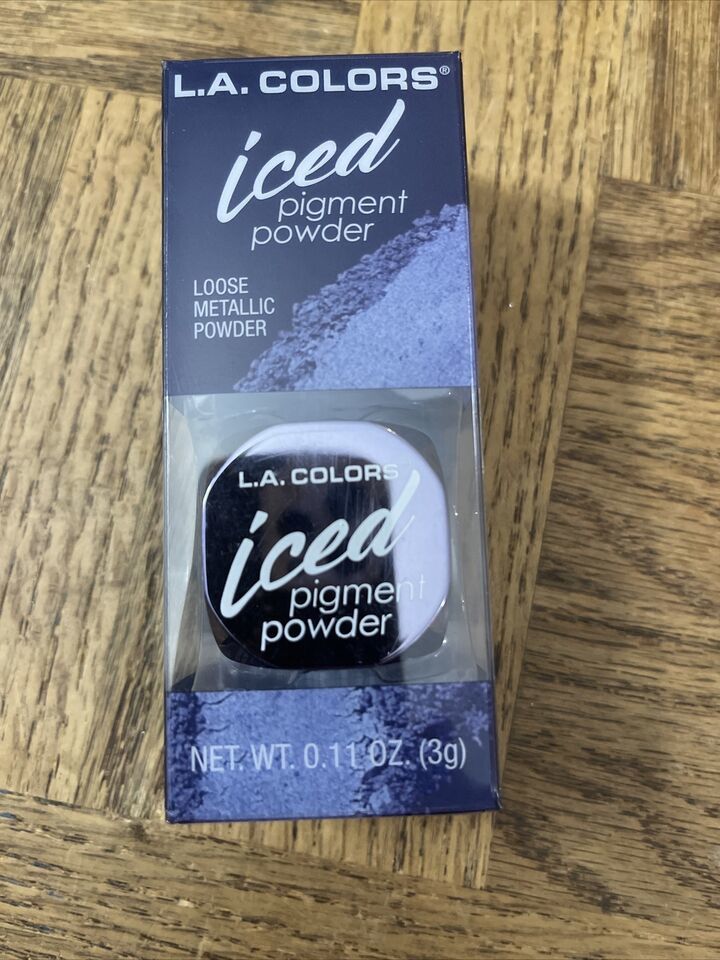 L.A. COLORS®
iced
pigment
powder
LOOSE
METALLIC
POWDER
L.A. COLORS
iced
pigment
powder
NET. WT. 0.11 OZ. (3g)